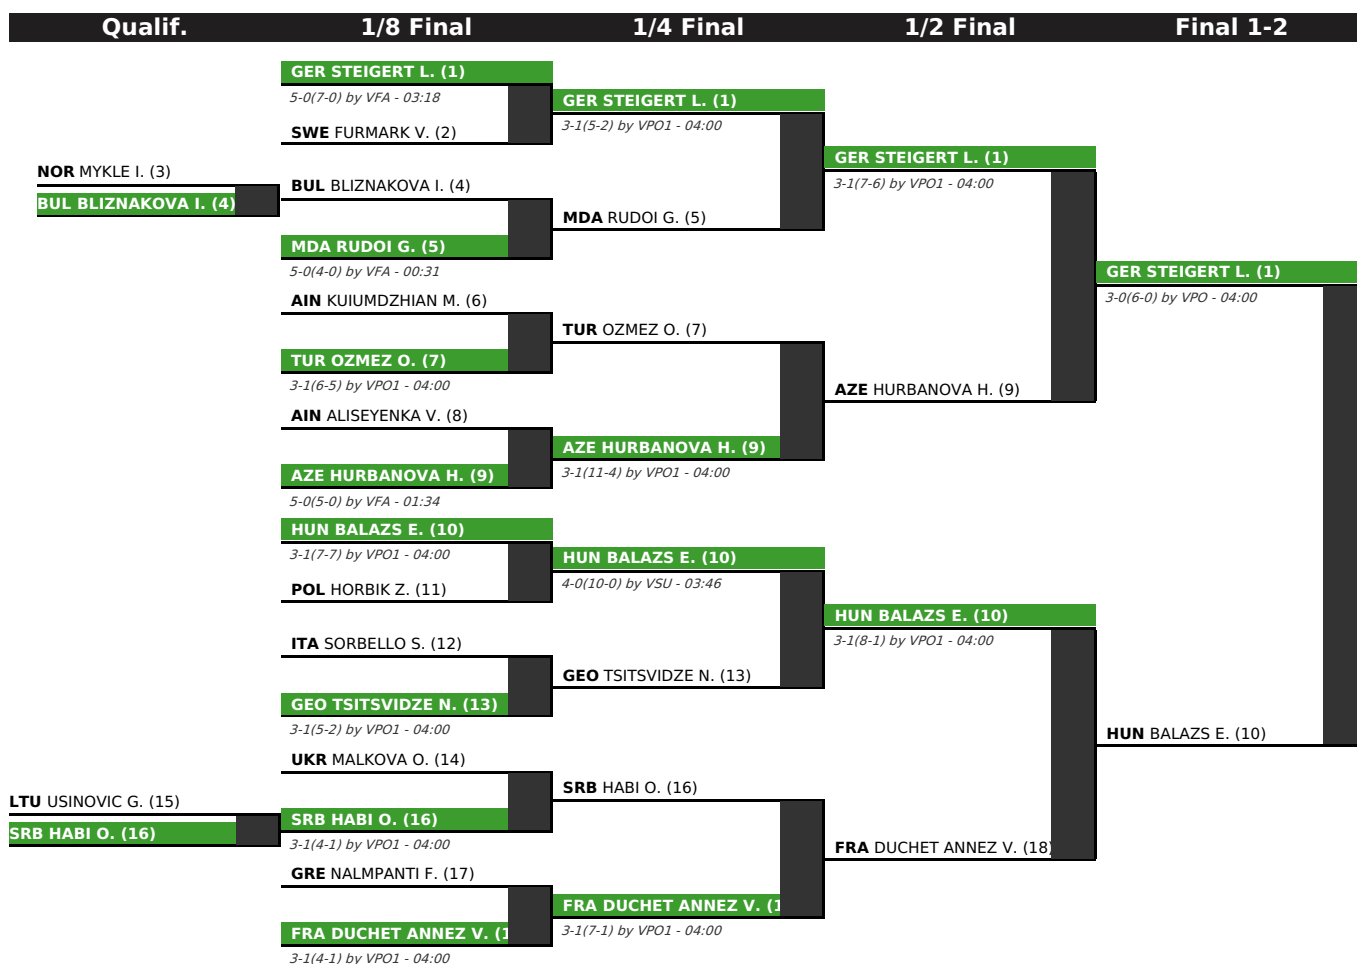 Qualif.
1/8 Final
1/4 Final
1/2 Final
Final 1-2
NOR MYKLE I. (3)
BUL BLIZNAKOVA I. (4)
LTU USINOVIC G. (15)
SRB HABI O. (16)
GER STEIGERT L. (1)
5-0(7-0) by VFA - 03:18
SWE FURMARK V. (2)
BUL BLIZNAKOVA I. (4)
MDA RUDOI G. (5)
5-0(4-0) by VFA - 00:31
AIN KUIUMDZHIAN M. (6)
TUR OZMEZ O. (7)
3-1(6-5) by VPO1 - 04:00
AIN ALISEYENKA V. (8)
AZE HURBANOVA H. (9)
5-0(5-0) by VFA - 01:34
HUN BALAZS E. (10)
3-1(7-7) by VPO1 - 04:00
POL HORBIK Z. (11)
ITA SORBELLO S. (12)
GEO TSITSVIDZE N. (13)
3-1(5-2) by VPO1 - 04:00
UKR MALKOVA O. (14)
SRB HABI O. (16)
3-1(4-1) by VPO1 - 04:00
GRE NALMPANTI F. (17)
FRA DUCHET ANNEZ V. (1
3-1(4-1) by VPO1 - 04:00
GER STEIGERT L. (1)
3-1(5-2) by VPO1 - 04:00
MDA RUDOI G. (5)
TUR OZMEZ O. (7)
AZE HURBANOVA H. (9)
3-1(11-4) by VPO1 - 04:00
HUN BALAZS E. (10)
4-0(10-0) by VSU - 03:46
GEO TSITSVIDZE N. (13)
SRB HABI O. (16)
FRA DUCHET ANNEZ V. (1
3-1(7-1) by VPO1 - 04:00
GER STEIGERT L. (1)
3-1(7-6) by VPO1 - 04:00
AZE HURBANOVA H. (9)
HUN BALAZS E. (10)
3-1(8-1) by VPO1 - 04:00
FRA DUCHET ANNEZ V. (18)
GER STEIGERT L. (1)
3-0(6-0) by VPO - 04:00
HUN BALAZS E. (10)